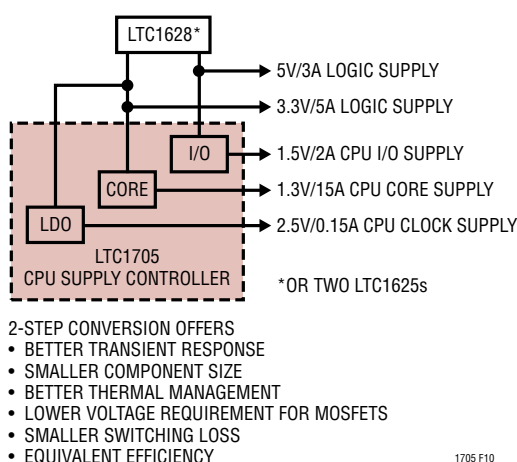 LTC1628*
5V/3A LOGIC SUPPLY
3.3V/5A LOGIC SUPPLY
I/O
1.5V/2A CPU I/O SUPPLY
CORE
1.3V/15A CPU CORE SUPPLY
LDO
2.5V/0.15A CPU CLOCK SUPPLY
LTC1705
CPU SUPPLY CONTROLLER
*OR TWO LTC1625s
2-STEP CONVERSION OFFERS
• BETTER TRANSIENT RESPONSE
• SMALLER COMPONENT SIZE
• BETTER THERMAL MANAGEMENT
• LOWER VOLTAGE REQUIREMENT FOR MOSFETS
• SMALLER SWITCHING LOSS
• EQUIVALENT EFFICIENCY
1705 F10